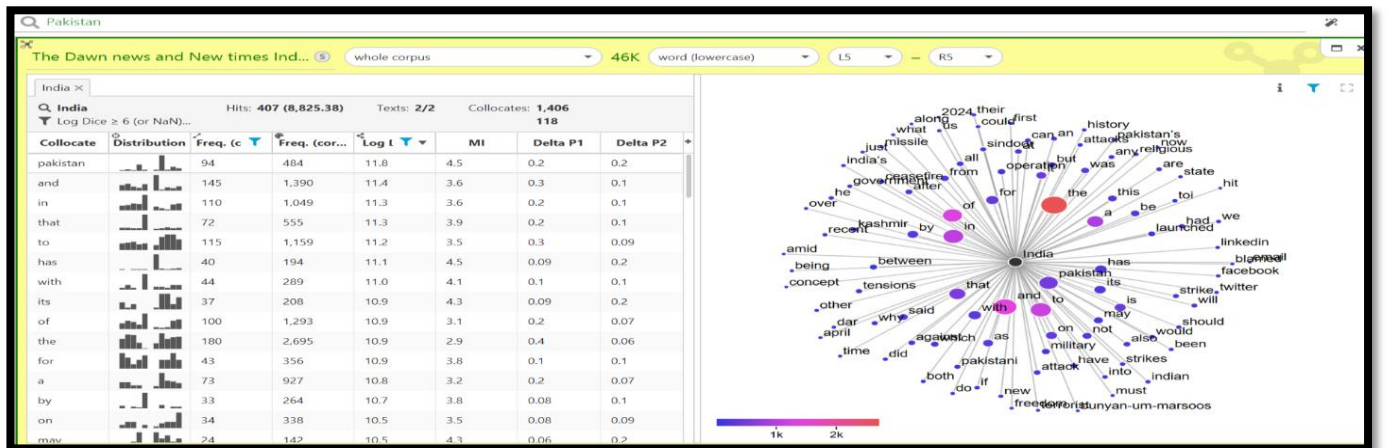 Pakistan
The Dawn news and New times Ind... S whole corpus 46K word (lowercase) L5 – R5
India ×
India Hits: 407 (8,825.38) Texts: 2/2 Collocates: 1,406
Log Dice ≥ 6 (or NaN)... 118
Collocate Distribution Freq. (c Freq. (cor... Log L MI Delta P1 Delta P2
pakistan 94 484 11.8 4.5 0.2 0.2
and 145 1,390 11.4 3.6 0.3 0.1
in 110 1,049 11.3 3.6 0.2 0.1
that 72 555 11.3 3.9 0.2 0.1
to 115 1,159 11.2 3.5 0.3 0.09
has 40 194 11.1 4.5 0.09 0.2
with 44 289 11.0 4.1 0.1 0.1
its 37 208 10.9 4.3 0.09 0.2
of 100 1,293 10.9 3.1 0.2 0.07
the 180 2,695 10.9 2.9 0.4 0.06
for 43 356 10.9 3.8 0.1 0.1
a 73 927 10.8 3.2 0.2 0.07
by 33 264 10.7 3.8 0.08 0.1
on 34 338 10.5 3.5 0.08 0.09
may 24 142 10.5 4.3 0.06 0.2
2024 their
along us could first
what can an history
just missile sindoor at attacks pakistan's
india's all but any religious now
government ceasefire from operation it was are
he after for the this state
over of toi hit
recent kashmir by in a be had we
launched
amid linkedin
being between India has blamed email
concept tensions pakistan facebook
that its strike twitter
other and to is will
dar why said with may
april on not should
time did against which as military also would been
both pakistani attack have strikes
do if into indian
new must
freedom terrorist bunyan-um-marsoos
1k 2k